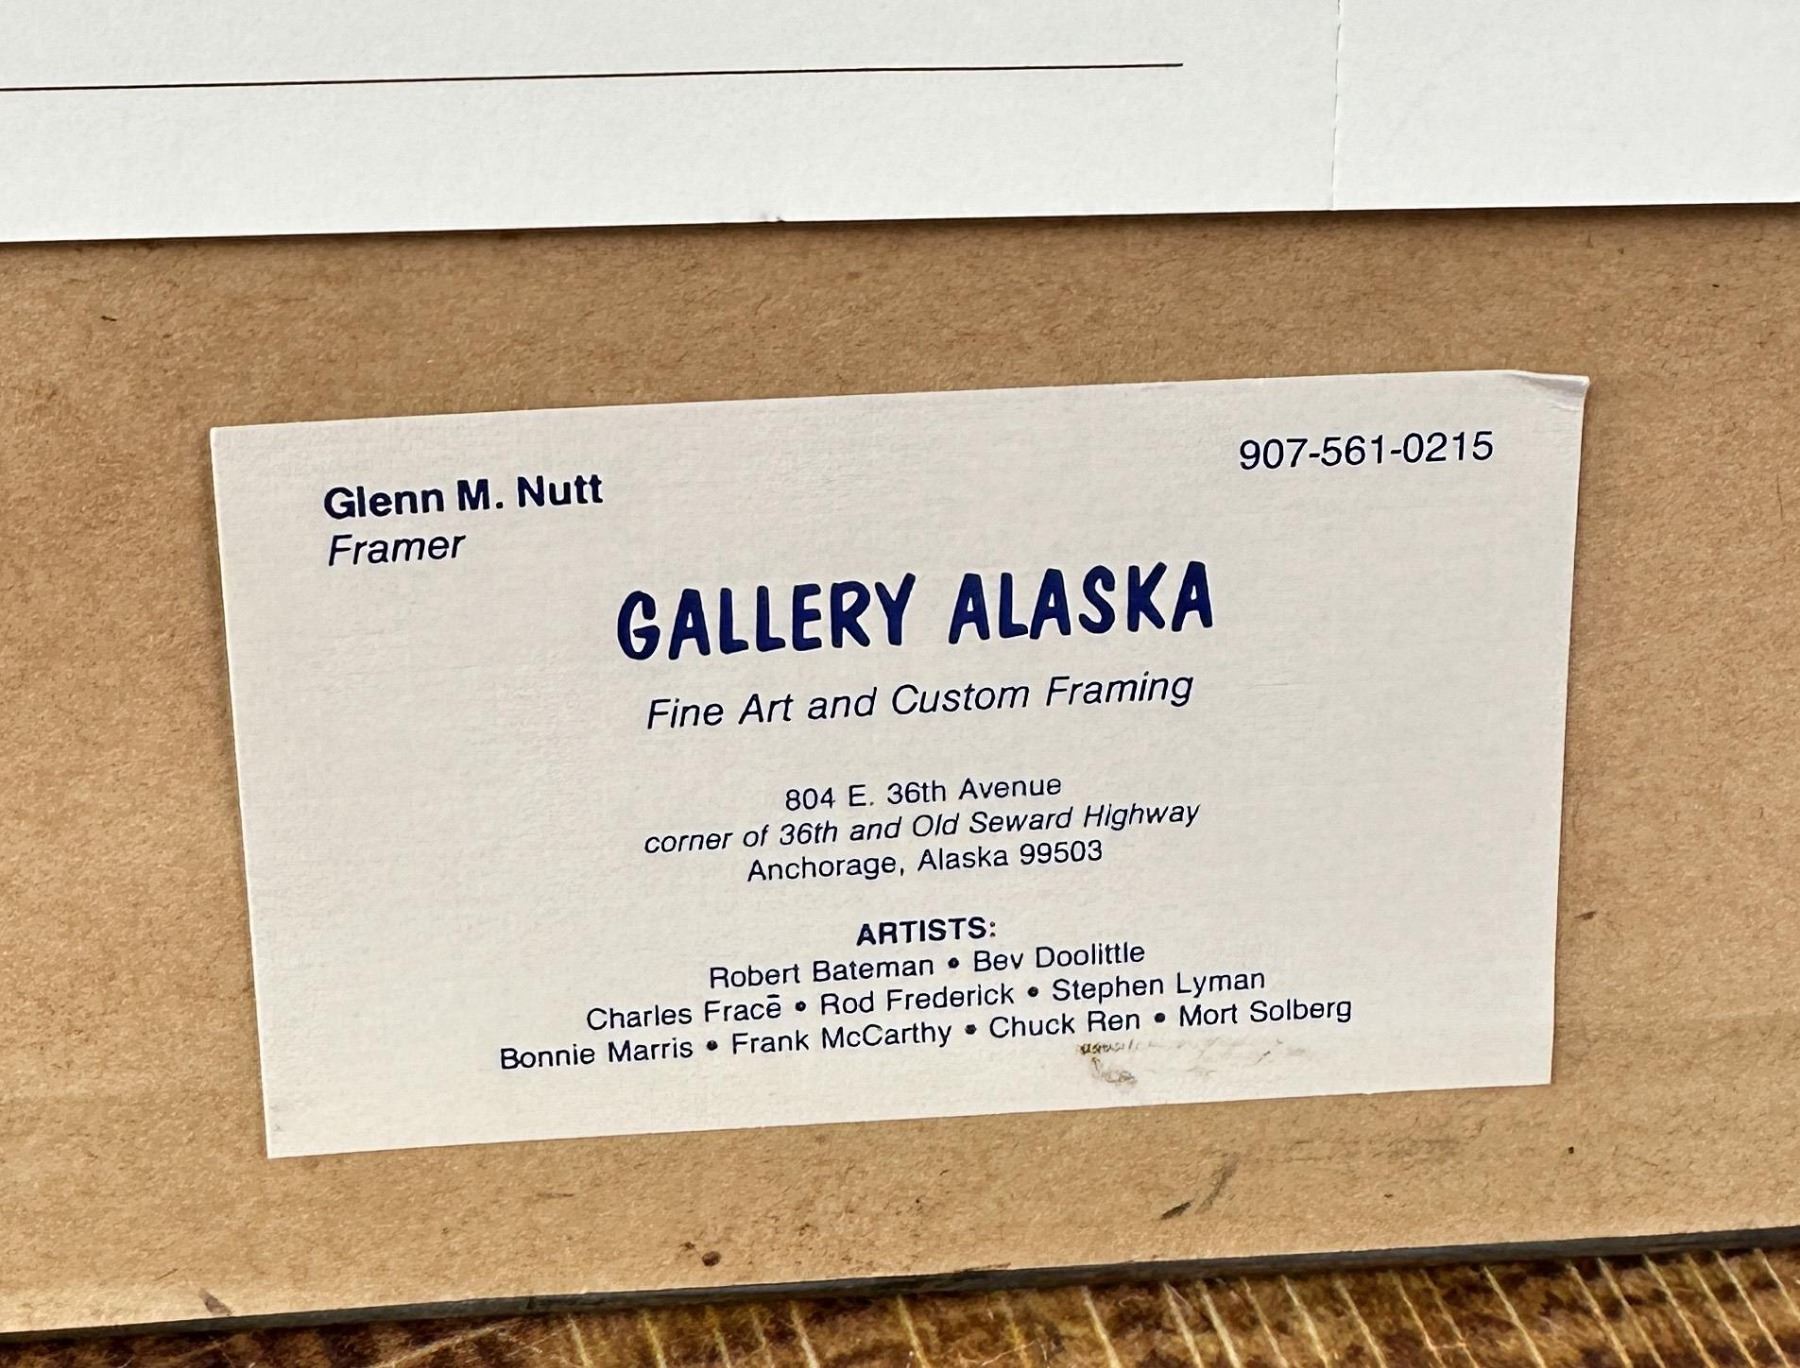 Glenn M. Nutt
907-561-0215
Framer
GALLERY ALASKA
Fine Art and Custom Framing
804 E. 36th Avenue
corner of 36th and Old Seward Highway
Anchorage, Alaska 99503
ARTISTS:
Robert Bateman • Bev Doolittle
Charles Fracē • Rod Frederick • Stephen Lyman
Bonnie Marris • Frank McCarthy • Chuck Ren • Mort Solberg